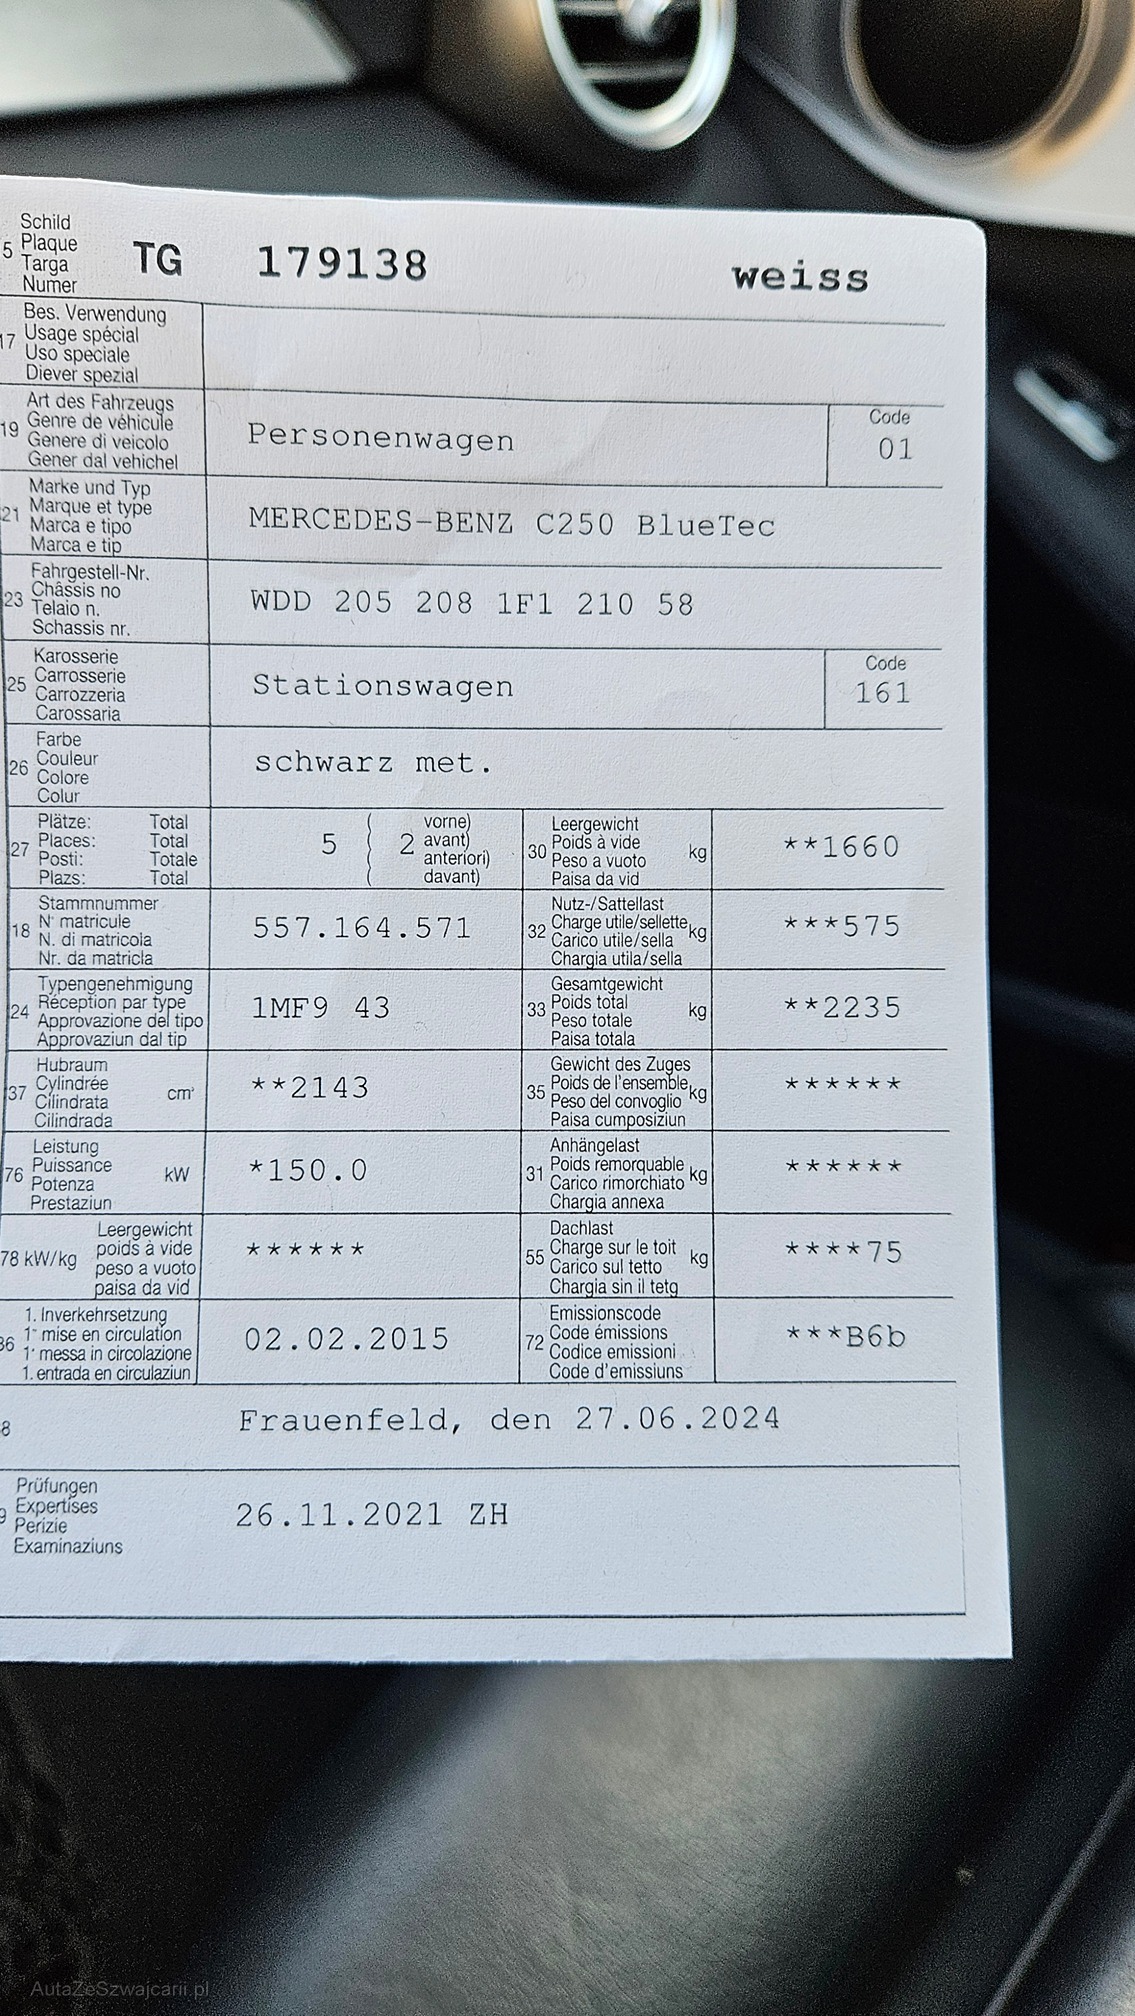 Schild
15 Plaque TG 179138 weiss
Targa
Numer
Bes. Verwendung
17 Usage spécial
Uso speciale
Diever spezial
Art des Fahrzeugs
19 Genre de véhicule Personenwagen Code 01
Genere di veicolo
Gener dal vehichel
Marke und Typ
21 Marque et type MERCEDES-BENZ C250 BlueTec
Marca e tipo
Marca e tip
Fahrgestell-Nr.
23 Châssis no WDD 205 208 1F1 210 58
Telaio n.
Schassis nr.
Karosserie
25 Carrosserie Stationswagen Code 161
Carrozzeria
Carossaria
Farbe
26 Couleur schwarz met.
Colore
Colur
Plätze: Total
27 Places: Total 5 ( 2
Posti: Totale
Plazs: Total
vorne)
avant)
anteriori)
davant)
Leergewicht
30 Poids à vide kg **1660
Peso a vuoto
Paisa da vid
Stammnummer
18 N° matricule 557.164.571
N. di matricola
Nr. da matricla
Nutz-/Sattellast
32 Charge utile/sellette kg ***575
Carico utile/sella
Chargia utila/sella
Typengenehmigung
24 Réception par type 1MF9 43
Approvazione del tipo
Approvaziun dal tip
Gesamtgewicht
33 Poids total kg **2235
Peso totale
Paisa totala
Hubraum
37 Cylindrée cm³ **2143
Cilindrata
Cilindrada
Gewicht des Zuges
35 Poids de l'ensemble kg ******
Peso del convoglio
Paisa cumposiziun
Leistung
76 Puissance kW *150.0
Potenza
Prestaziun
Anhängelast
31 Poids remorquable kg ******
Carico rimorchiato
Chargia annexa
Leergewicht
78 kW/kg poids à vide ******
peso a vuoto
paisa da vid
Dachlast
55 Charge sur le toit kg ****75
Carico sul tetto
Chargia sin il tetg
1. Inverkehrsetzung
36 1re mise en circulation 02.02.2015
1a messa in circolazione
1. entrada en circulaziun
Emissionscode
72 Code émissions ***B6b
Codice emissioni
Code d'emissiuns
8 Frauenfeld, den 27.06.2024
Prüfungen
9 Expertises 26.11.2021 ZH
Perizie
Examinaziuns
AutaZeSzwajcarii.pl